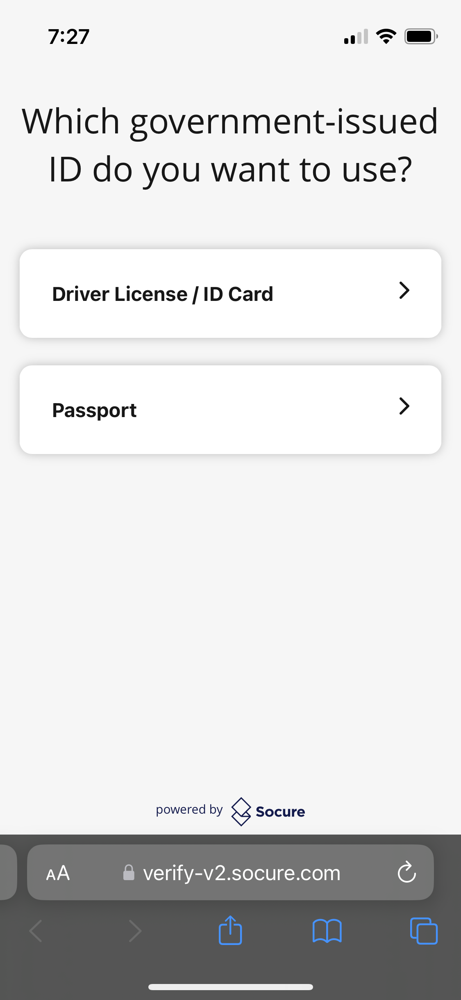 7:27
Which government-issued
ID do you want to use?
Driver License / ID Card
Passport
powered by Socure
AA verify-v2.socure.com